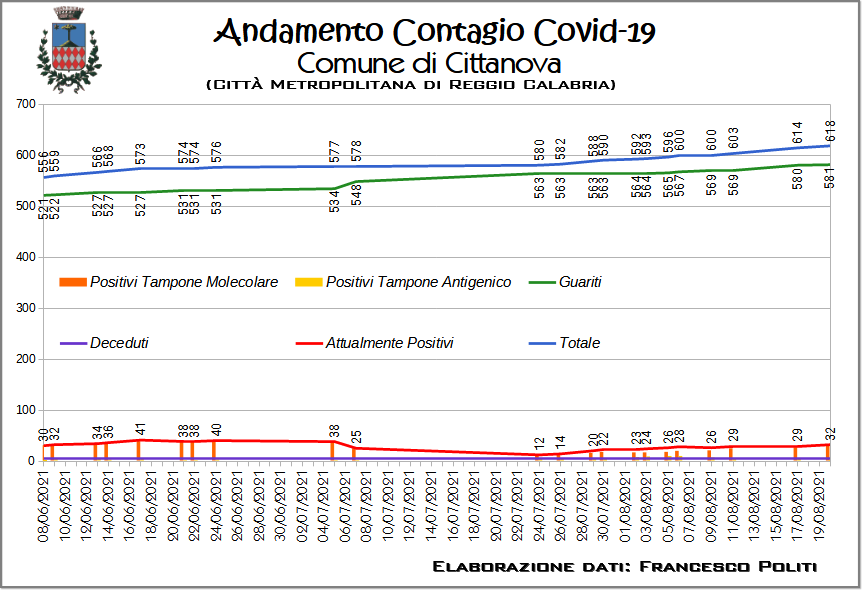 Andamento Contagio Covid-19
Comune di Cittanova
(Città Metropolitana di Reggio Calabria)
700
600
500
400
300
200
100
0
556 559 566 568 573 574 574 576 577 578 580 582 588 590 592 593 596 600 600 603 614 618
521 522 527 527 527 531 531 531 534 548 563 563 563 563 564 564 565 567 569 569 580 581
Positivi Tampone Molecolare Positivi Tampone Antigenico Guariti
Deceduti Attualmente Positivi Totale
30 32 34 36 41 38 38 40 38 25 12 14 20 22 23 24 26 28 26 29 29 32
08/06/2021 10/06/2021 12/06/2021 14/06/2021 16/06/2021 18/06/2021 20/06/2021 22/06/2021 24/06/2021 26/06/2021 28/06/2021 30/06/2021 02/07/2021 04/07/2021 06/07/2021 08/07/2021 10/07/2021 12/07/2021 14/07/2021 16/07/2021 18/07/2021 20/07/2021 22/07/2021 24/07/2021 26/07/2021 28/07/2021 30/07/2021 01/08/2021 03/08/2021 05/08/2021 07/08/2021 09/08/2021 11/08/2021 13/08/2021 15/08/2021 17/08/2021 19/08/2021
Elaborazione dati: Francesco Politi